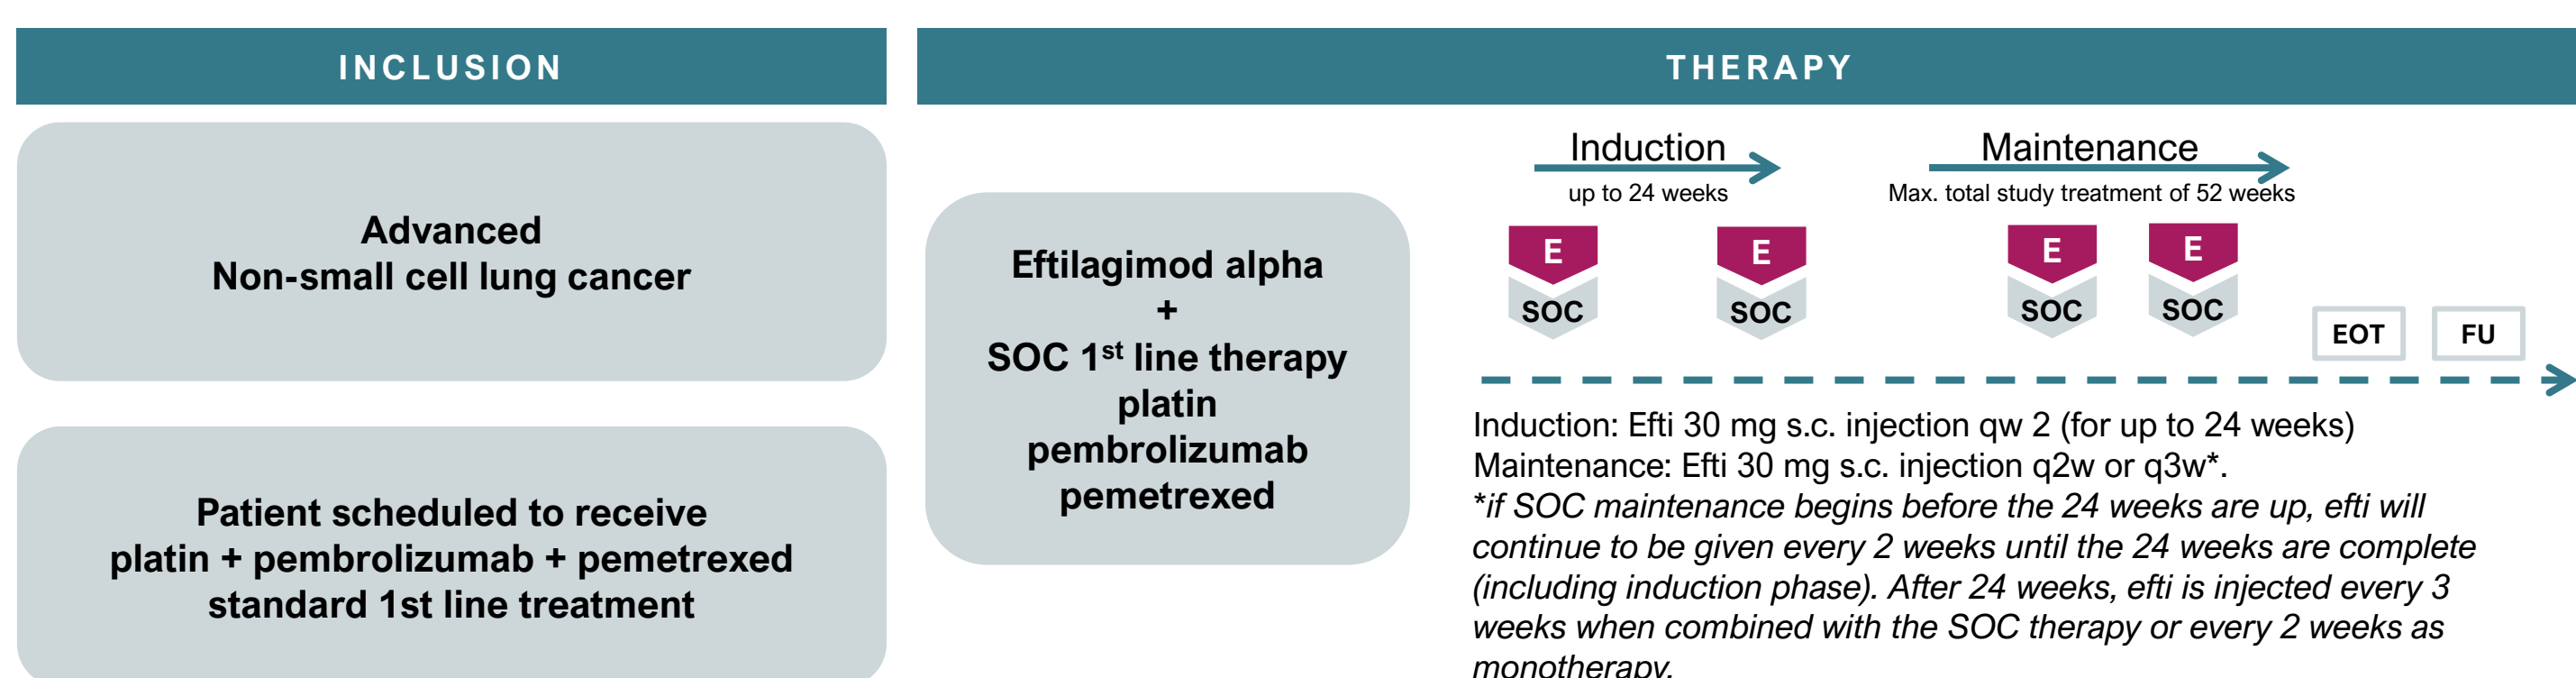 INCLUSION
Advanced
Non-small cell lung cancer
Patient scheduled to receive
platin + pembrolizumab + pemetrexed
standard 1st line treatment
THERAPY
Eftilagimod alpha
+
SOC 1st line therapy
platin
pembrolizumab
pemetrexed
Induction
up to 24 weeks
Maintenance
Max. total study treatment of 52 weeks
E
SOC
E
SOC
E
SOC
E
SOC
EOT
FU
Induction: Efti 30 mg s.c. injection qw 2 (for up to 24 weeks)
Maintenance: Efti 30 mg s.c. injection q2w or q3w*.
*if SOC maintenance begins before the 24 weeks are up, efti will
continue to be given every 2 weeks until the 24 weeks are complete
(including induction phase). After 24 weeks, efti is injected every 3
weeks when combined with the SOC therapy or every 2 weeks as
monotherapy.